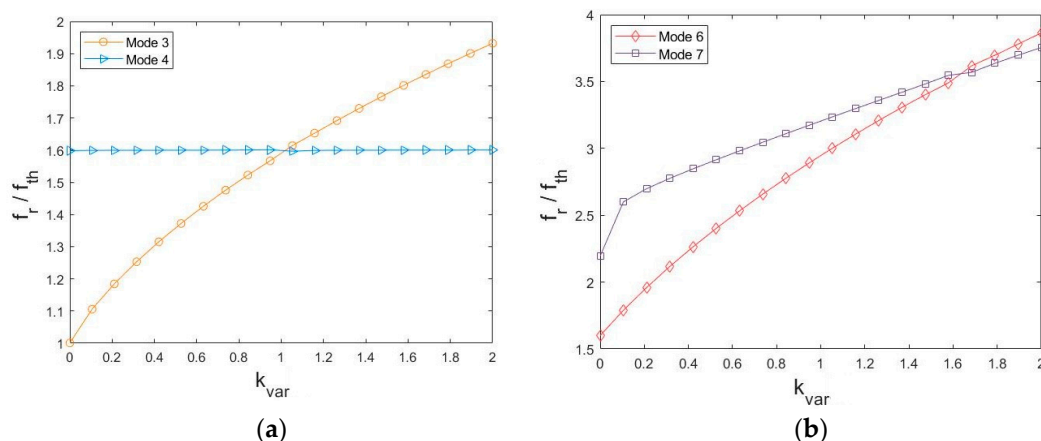 2
1.9
1.8
1.7
1.6
1.5
1.4
1.3
1.2
1.1
1
f_r / f_th
Mode 3
Mode 4
0 0.2 0.4 0.6 0.8 1 1.2 1.4 1.6 1.8 2
k_var
(a)
4
3.5
3
2.5
2
1.5
f_r / f_th
Mode 6
Mode 7
0 0.2 0.4 0.6 0.8 1 1.2 1.4 1.6 1.8 2
k_var
(b)